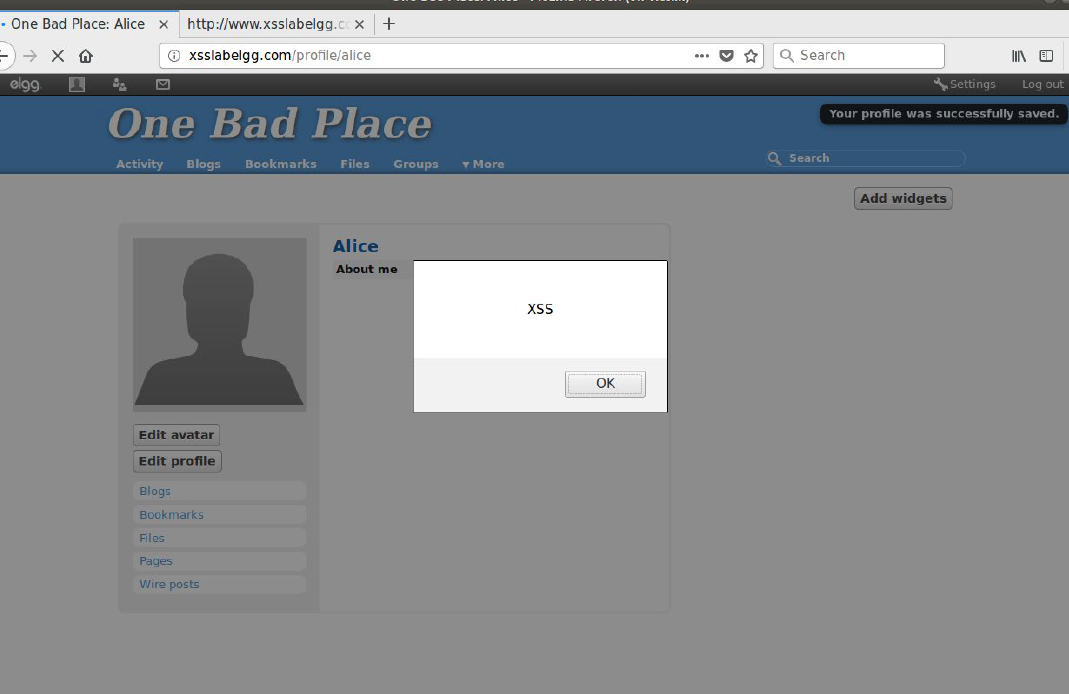 One Bad Place: Alice
http://www.xsslabelgg.co
xsslabelgg.com/profile/alice
Search
elgg.
Settings
Log out
One Bad Place
Your profile was successfully saved.
Activity
Blogs
Bookmarks
Files
Groups
▾ More
Search
Add widgets
Alice
About me
XSS
OK
Edit avatar
Edit profile
Blogs
Bookmarks
Files
Pages
Wire posts